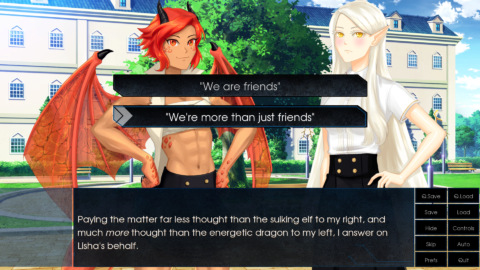 "We are friends"
"We're more than just friends"
Paying the matter far less thought than the sulking elf to my right, and
much more thought than the energetic dragon to my left, I answer on
Lisha's behalf.
Q.Save Q.Load
Save Load
Hide Controls
Skip Auto
Prefs Quit